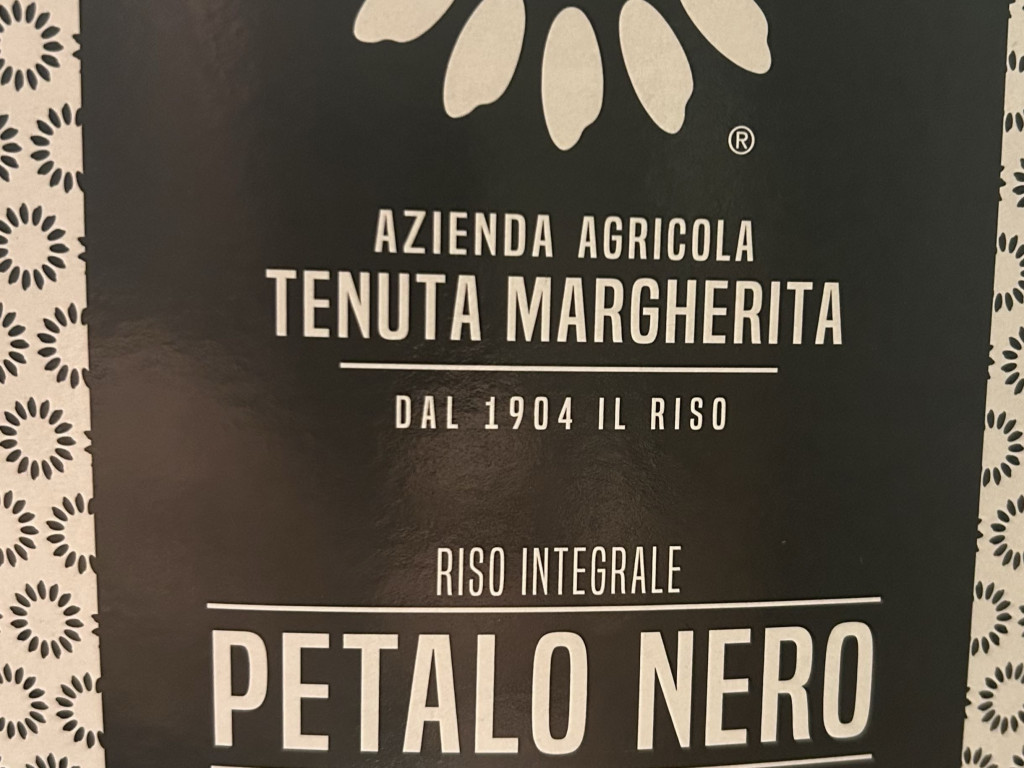 ®
AZIENDA AGRICOLA
TENUTA MARGHERITA
DAL 1904 IL RISO
RISO INTEGRALE
PETALO NERO